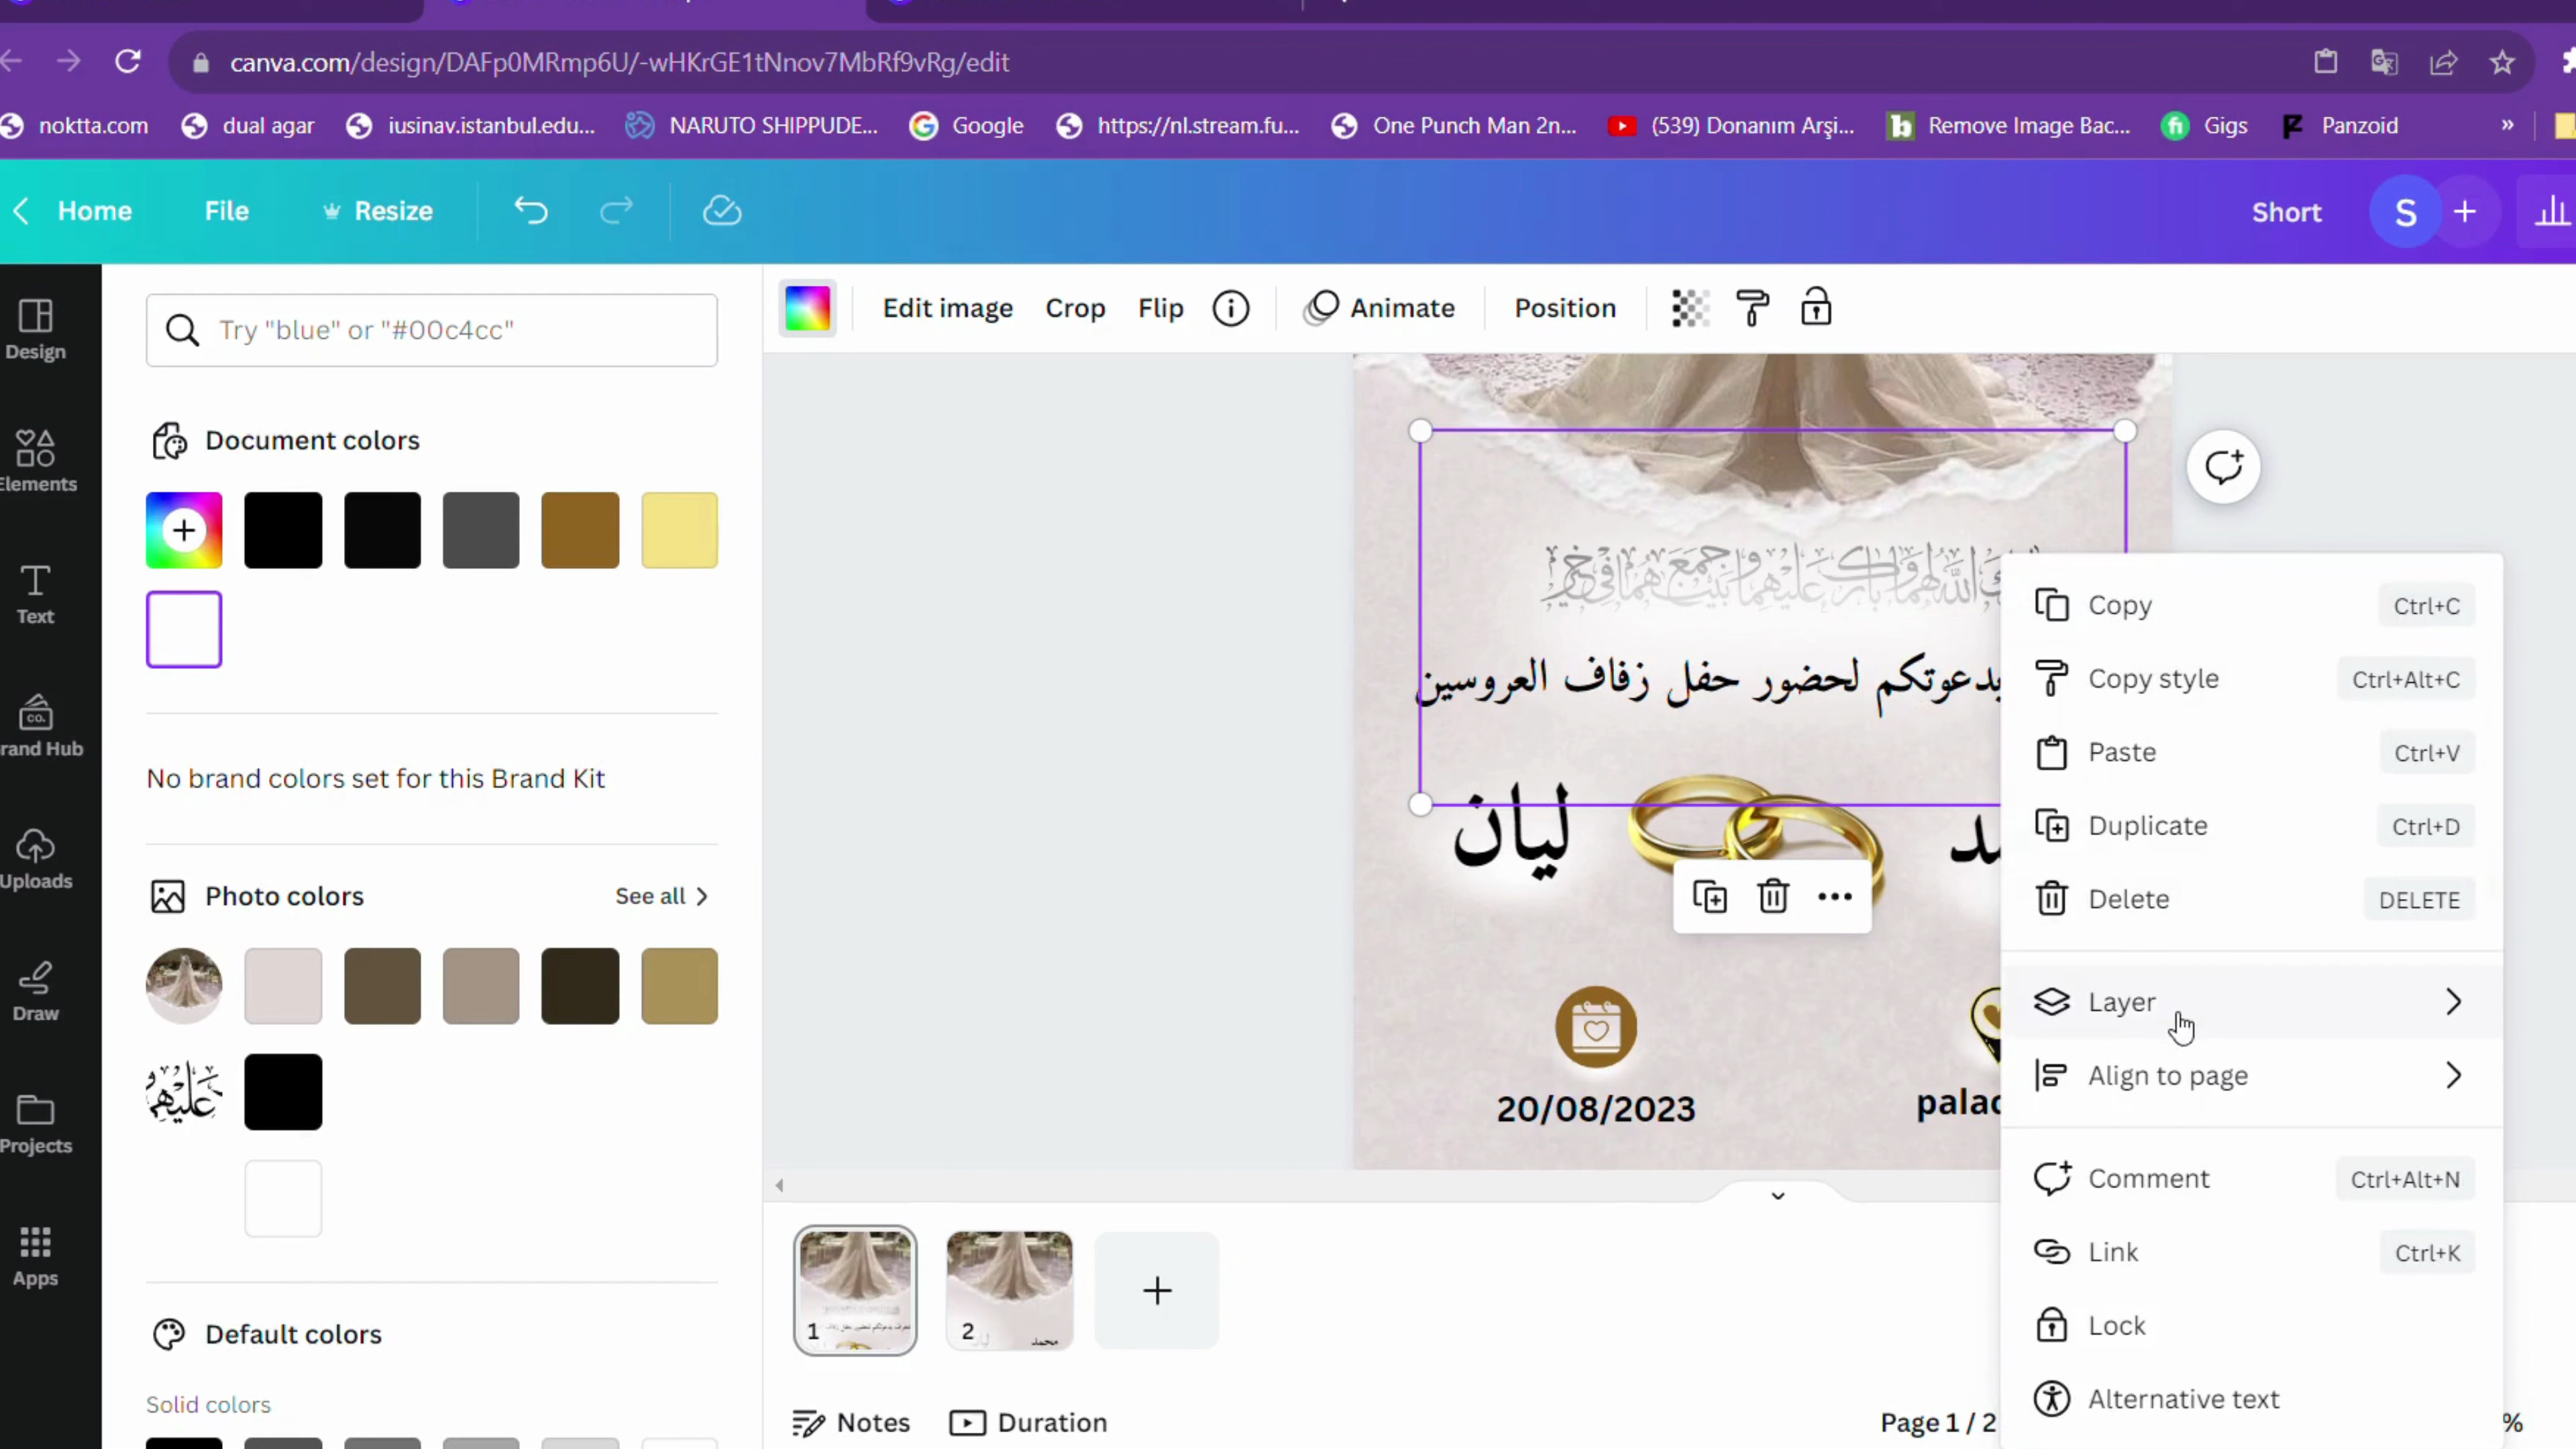 canva.com/design/DAFp0MRmp6U/-wHKrGE1tNnov7MbRf9vRg/edit
noktta.com
dual agar
iusinav.istanbul.edu...
NARUTO SHIPPUDE...
Google
https://nl.stream.fu...
One Punch Man 2n...
(539) Donanım Arşi...
Remove Image Bac...
Gigs
Panzoid
»
Home
File
Resize
Short
S
Design
Elements
Text
rand Hub
Uploads
Draw
Projects
Apps
Try "blue" or "#00c4cc"
Document colors
No brand colors set for this Brand Kit
Photo colors
See all
عليهما
Default colors
Solid colors
Edit image
Crop
Flip
Animate
Position
بدعوتكم لحضور حفل زفاف العروسين
ليان
20/08/2023
palac
Copy
Ctrl+C
Copy style
Ctrl+Alt+C
Paste
Ctrl+V
Duplicate
Ctrl+D
Delete
DELETE
Layer
Align to page
Comment
Ctrl+Alt+N
Link
Ctrl+K
Lock
Alternative text
1
2
محمد
Notes
Duration
Page 1 / 2
%